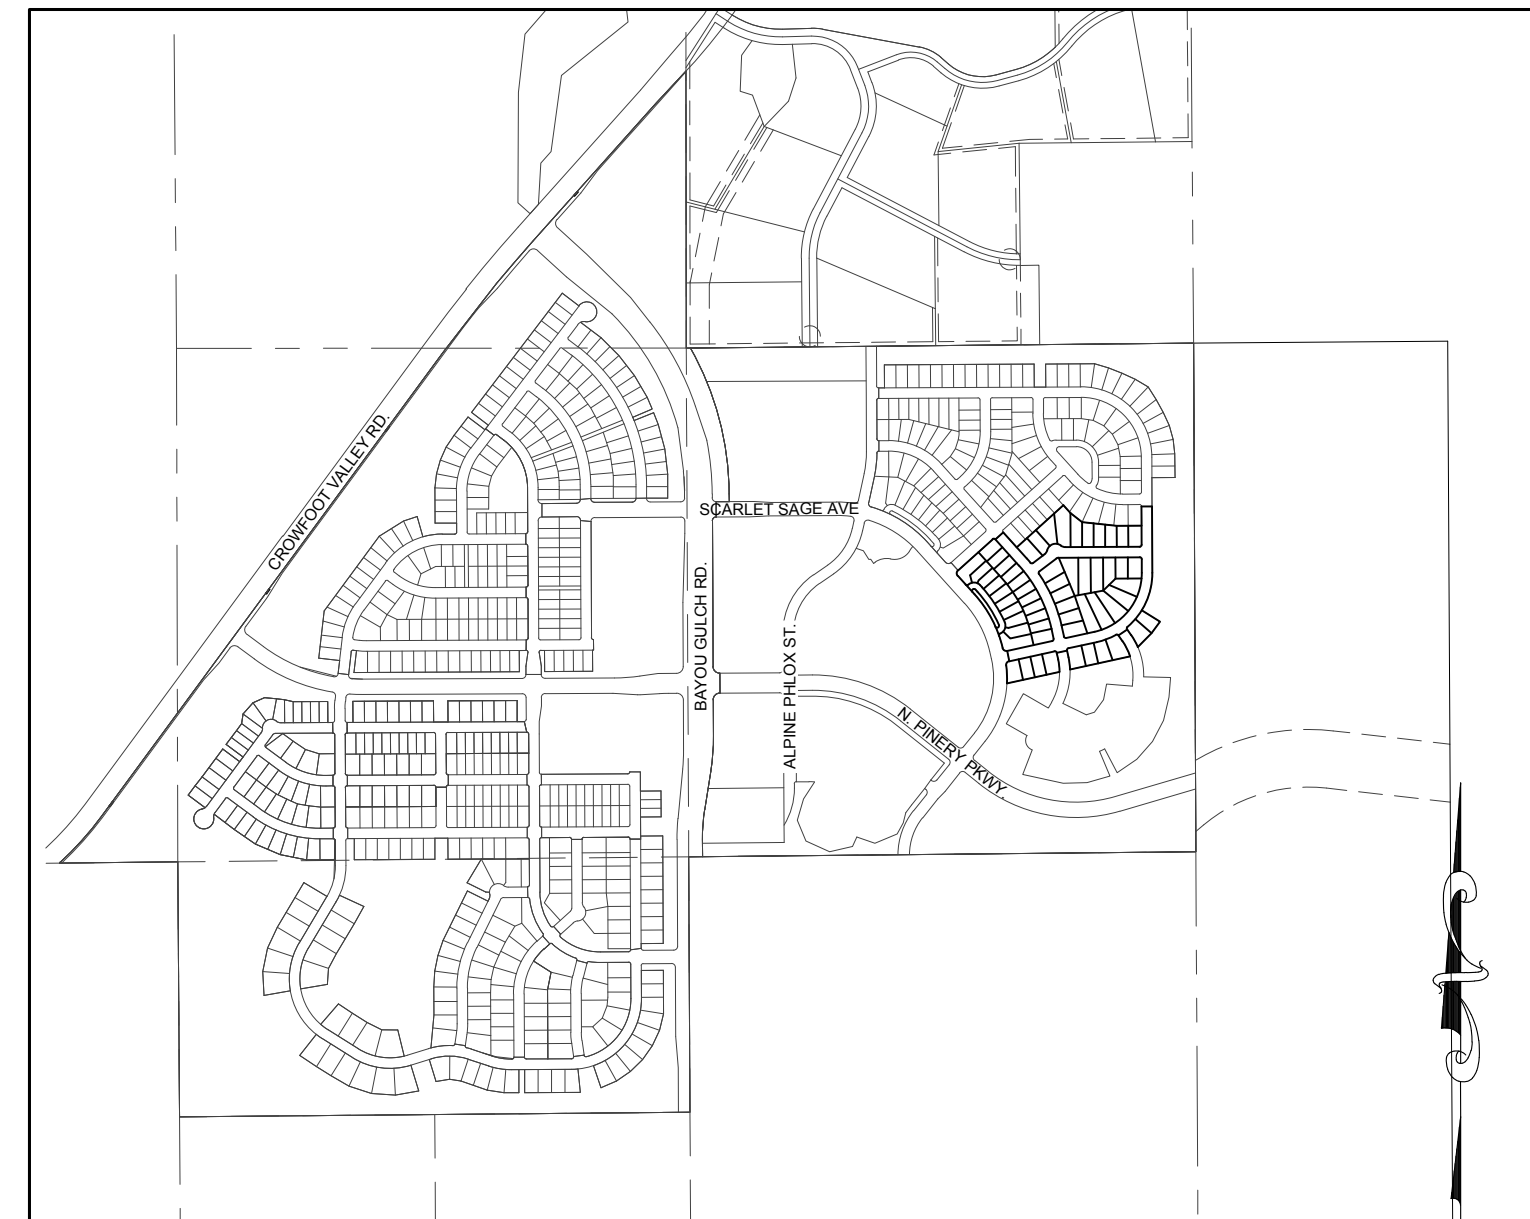 CROWFOOT VALLEY RD.
SCARLET SAGE AVE
BAYOU GULCH RD.
ALPINE PHLOX ST.
N. PINERY PKWY.